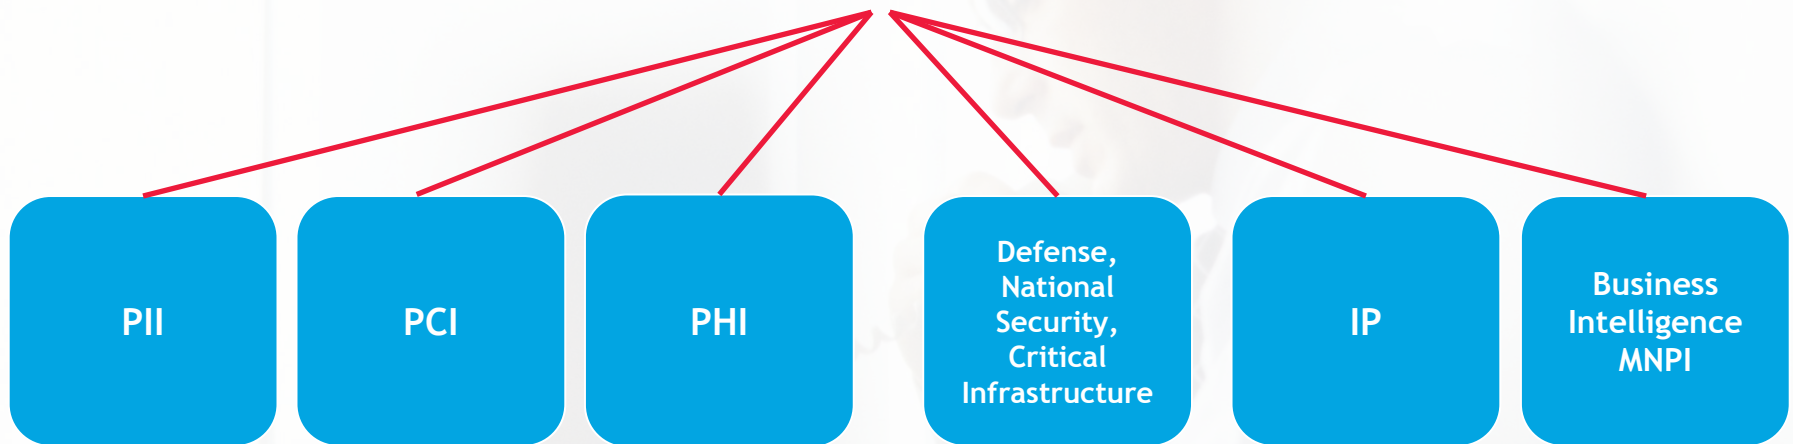 PII
PCI
PHI
Defense,
National
Security,
Critical
Infrastructure
IP
Business
Intelligence
MNPI